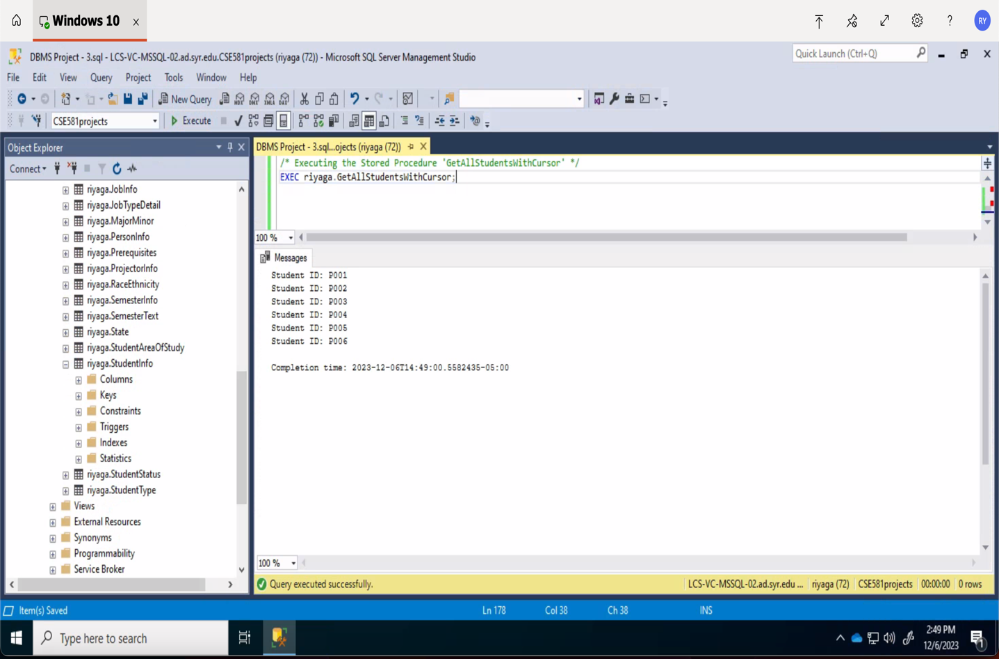 Windows 10 x
RY
DBMS Project - 3.sql - LCS-VC-MSSQL-02.ad.syr.edu.CSE581projects (riyaga (72)) - Microsoft SQL Server Management Studio
Quick Launch (Ctrl+Q)
File Edit View Query Project Tools Window Help
New Query MDX DMX XMLA DAX
CSE581projects Execute
Object Explorer
DBMS Project - 3.sql...ojects (riyaga (72))
Connect
riyaga.JobInfo
riyaga.JobTypeDetail
riyaga.MajorMinor
riyaga.PersonInfo
riyaga.Prerequisites
riyaga.ProjectorInfo
riyaga.RaceEthnicity
riyaga.SemesterInfo
riyaga.SemesterText
riyaga.State
riyaga.StudentAreaOfStudy
riyaga.StudentInfo
Columns
Keys
Constraints
Triggers
Indexes
Statistics
riyaga.StudentStatus
riyaga.StudentType
Views
External Resources
Synonyms
Programmability
Service Broker
/* Executing the Stored Procedure 'GetAllStudentsWithCursor' */
EXEC riyaga.GetAllStudentsWithCursor;
100 %
Messages
Student ID: P001
Student ID: P002
Student ID: P003
Student ID: P004
Student ID: P005
Student ID: P006
Completion time: 2023-12-06T14:49:00.5582435-05:00
100 %
Query executed successfully. LCS-VC-MSSQL-02.ad.syr.edu ... riyaga (72) CSE581projects 00:00:00 0 rows
Item(s) Saved Ln 178 Col 38 Ch 38 INS
Type here to search
2:49 PM
12/6/2023
1